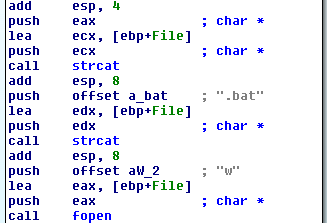 add esp, 4
push eax ; char *
lea ecx, [ebp+File]
push ecx ; char *
call strcat
add esp, 8
push offset a_bat ; ".bat"
lea edx, [ebp+File]
push edx ; char *
call strcat
add esp, 8
push offset aW_2 ; "w"
lea eax, [ebp+File]
push eax ; char *
call fopen